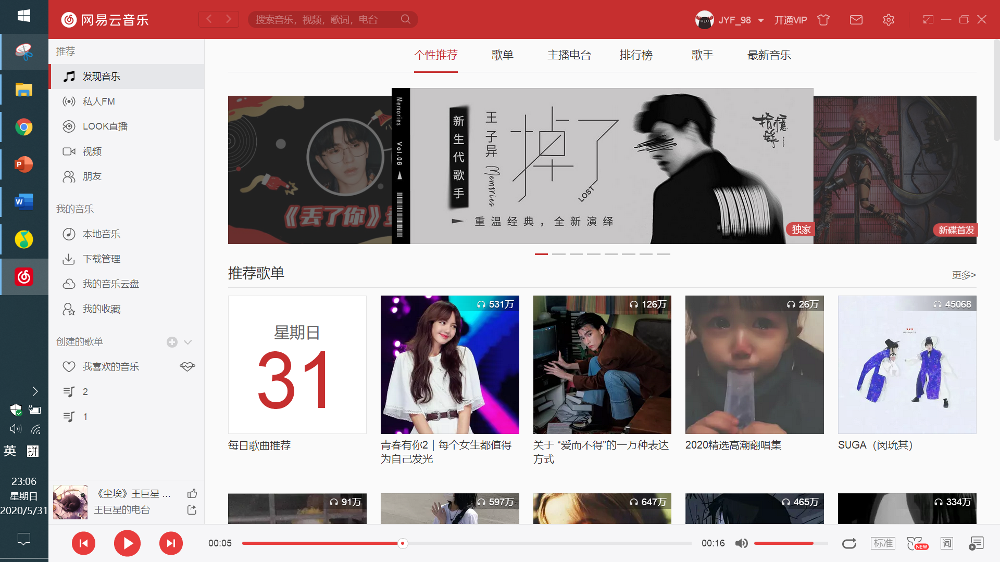 网易云音乐
搜索音乐，视频，歌词，电台
JYF_98
开通VIP
推荐
发现音乐
私人FM
LOOK直播
视频
朋友
我的音乐
本地音乐
下载管理
我的音乐云盘
我的收藏
创建的歌单
我喜欢的音乐
2
1
《尘埃》王巨星 ...
王巨星的电台
个性推荐
歌单
主播电台
排行榜
歌手
最新音乐
《丢了你》
Memories
Vol.06
新生代歌手
王子异
Memories
掉了
LOST
重温经典，全新演绎
指憶錄
独家
新碟首发
推荐歌单
更多>
星期日
31
每日歌曲推荐
531万
青春有你2｜每个女生都值得
为自己发光
126万
关于 “爱而不得”的一万种表达
方式
26万
2020精选高潮翻唱集
45068
SUGA（闵玧其）
91万
597万
647万
465万
334万
英
拼
23:06
星期日
2020/5/31
00:05
00:16
标准
NEW
词